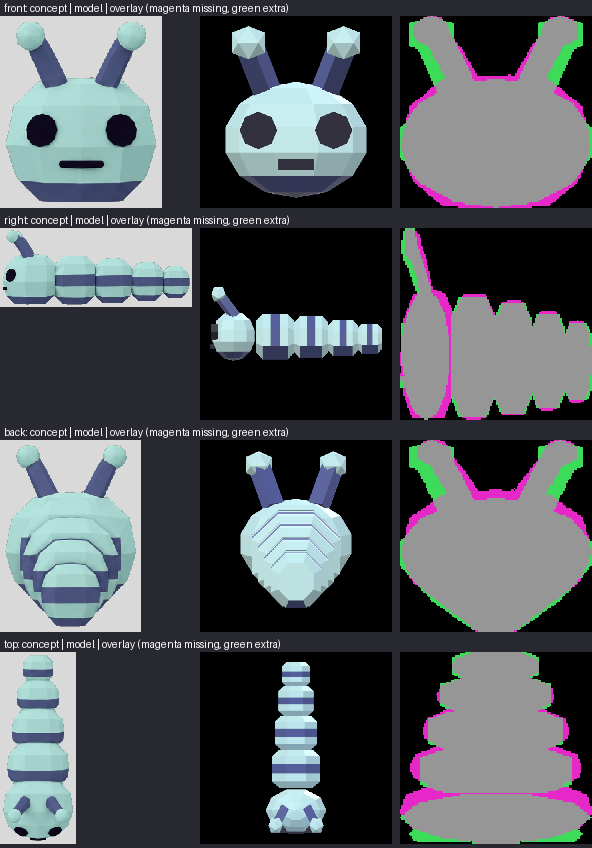 front: concept | model | overlay (magenta missing, green extra)
right: concept | model | overlay (magenta missing, green extra)
back: concept | model | overlay (magenta missing, green extra)
top: concept | model | overlay (magenta missing, green extra)